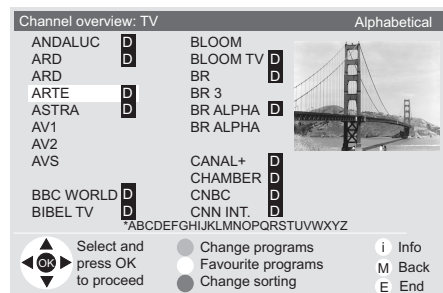 Channel overview: TV Alphabetical
ANDALUC D
ARD D
ARD
ARTE D
ASTRA D
AV1
AV2
AVS
BBC WORLD D
BIBEL TV D
BLOOM
BLOOM TV D
BR D
BR 3
BR ALPHA D
BR ALPHA
CANAL+ D
CHAMBER D
CNBC D
CNN INT. D
*ABCDEFGHIJKLMNOPQRSTUVWXYZ
OK
Select and
press OK
to proceed
Change programs
Favourite programs
Change sorting
i Info
M Back
E End